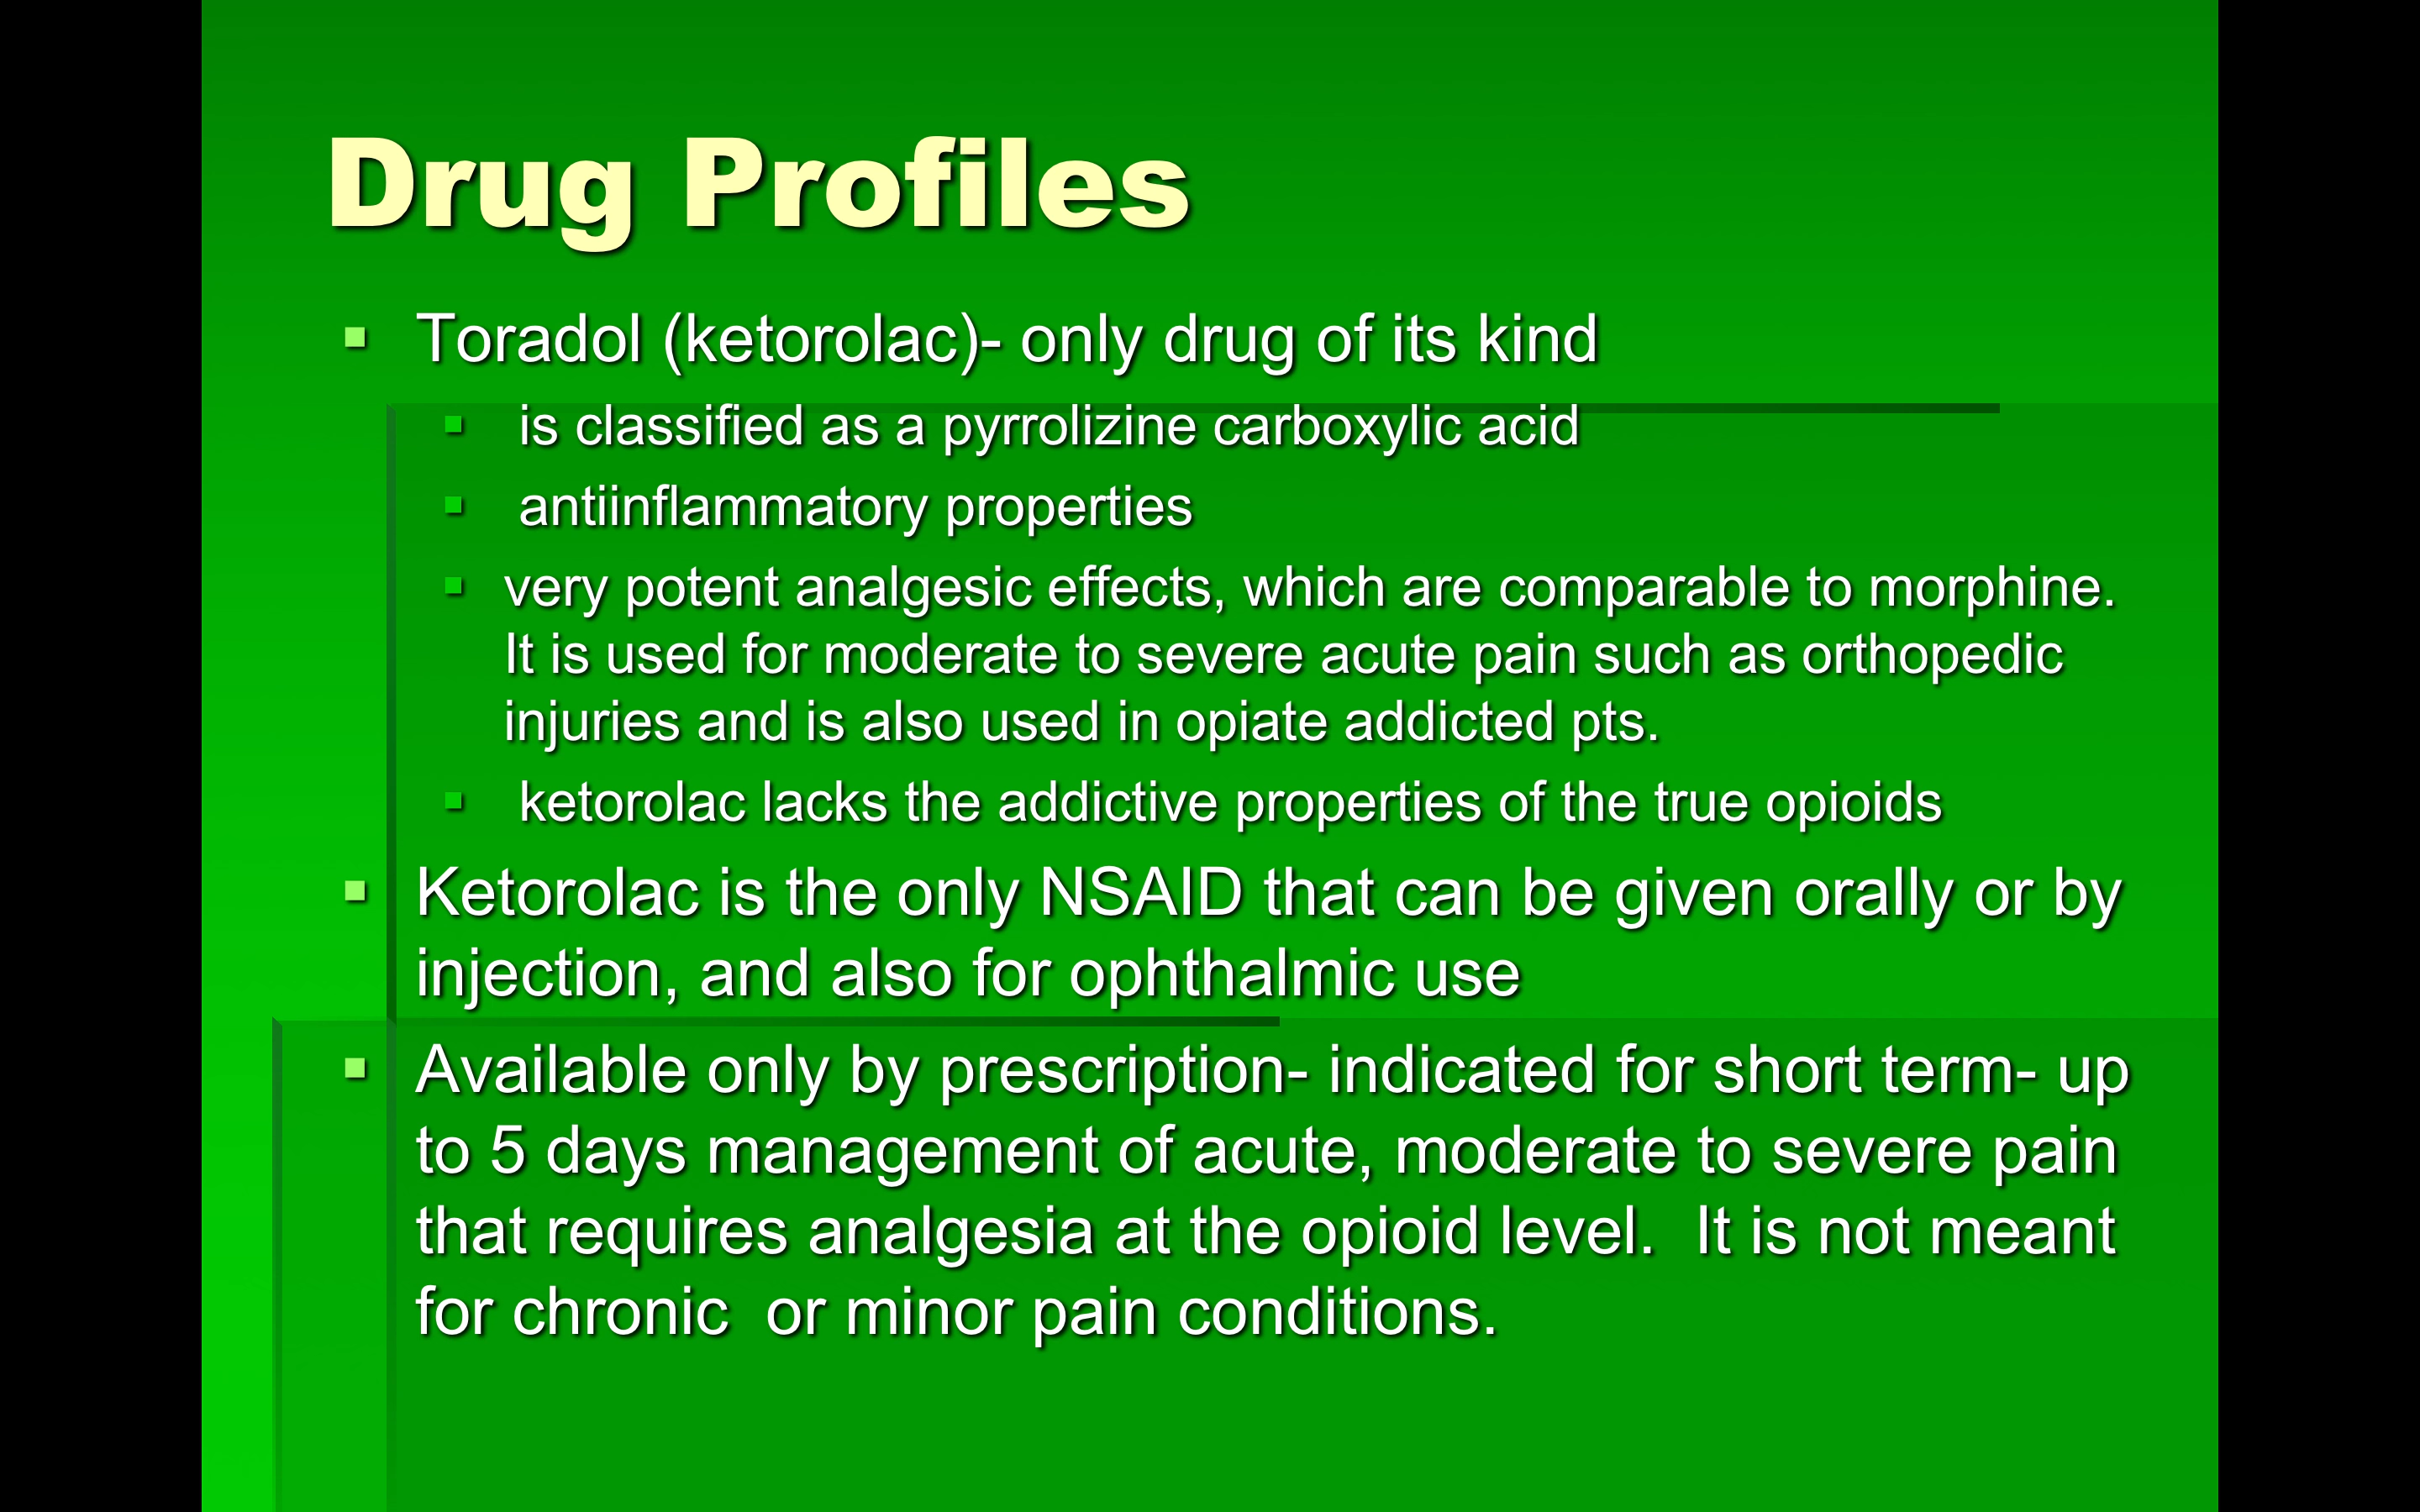 Drug Profiles
Toradol (ketorolac)- only drug of its kind
is classified as a pyrrolizine carboxylic acid
antiinflammatory properties
very potent analgesic effects, which are comparable to morphine.
It is used for moderate to severe acute pain such as orthopedic
injuries and is also used in opiate addicted pts.
ketorolac lacks the addictive properties of the true opioids
Ketorolac is the only NSAID that can be given orally or by
injection, and also for ophthalmic use
Available only by prescription- indicated for short term- up
to 5 days management of acute, moderate to severe pain
that requires analgesia at the opioid level.  It is not meant
for chronic  or minor pain conditions.